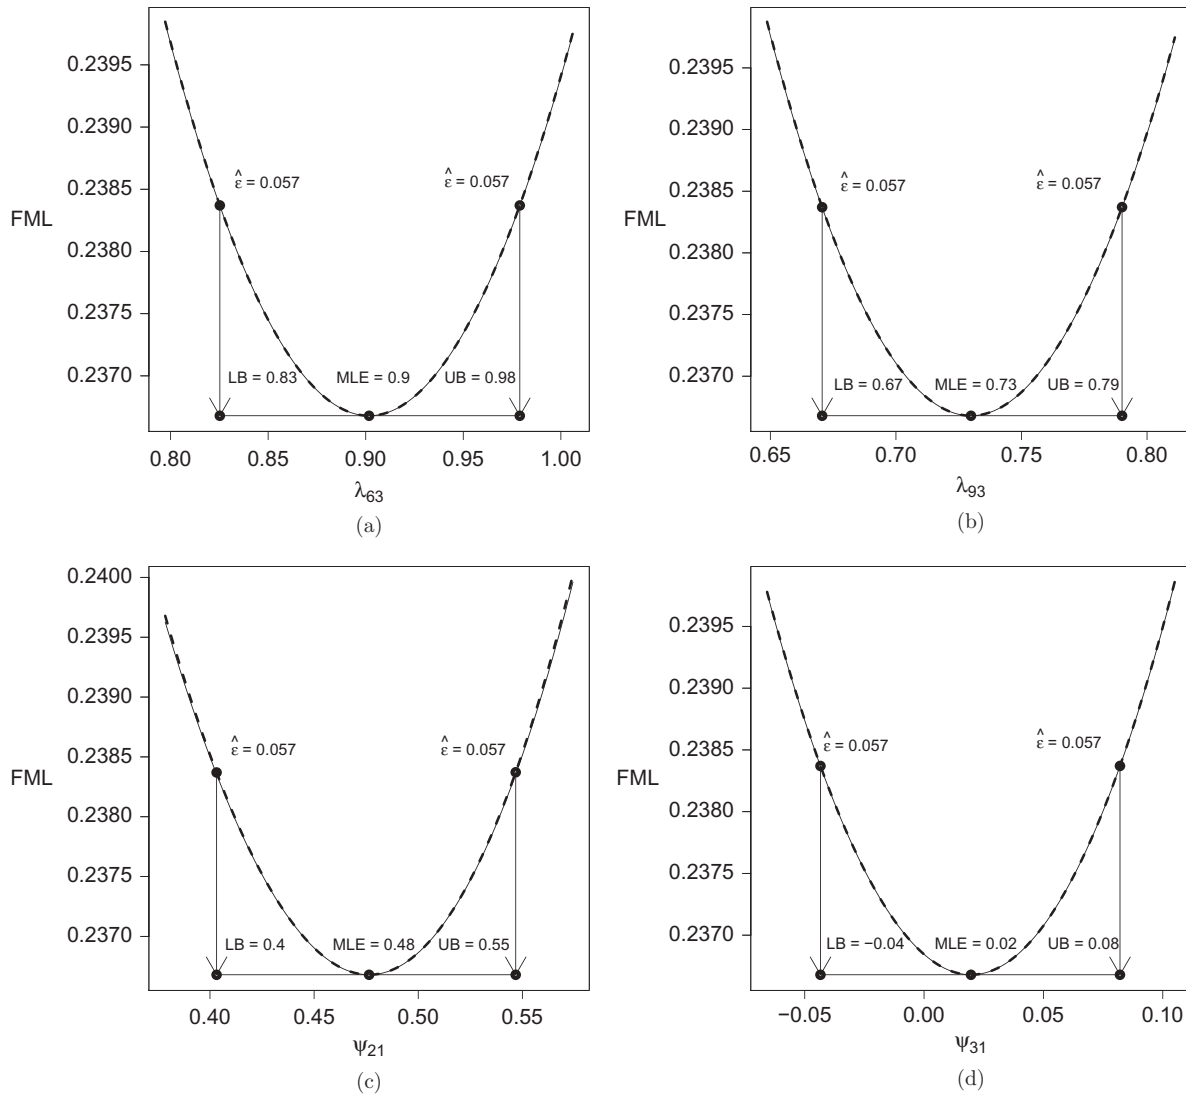 0.2395
0.2390
0.2385
0.2380
0.2375
0.2370
FML
ε̂ = 0.057
ε̂ = 0.057
LB = 0.83
MLE = 0.9
UB = 0.98
0.80
0.85
0.90
0.95
1.00
λ63
(a)
0.2395
0.2390
0.2385
0.2380
0.2375
0.2370
FML
ε̂ = 0.057
ε̂ = 0.057
LB = 0.67
MLE = 0.73
UB = 0.79
0.65
0.70
0.75
0.80
λ93
(b)
0.2400
0.2395
0.2390
0.2385
0.2380
0.2375
0.2370
FML
ε̂ = 0.057
ε̂ = 0.057
LB = 0.4
MLE = 0.48
UB = 0.55
0.40
0.45
0.50
0.55
ψ21
(c)
0.2395
0.2390
0.2385
0.2380
0.2375
0.2370
FML
ε̂ = 0.057
ε̂ = 0.057
LB = −0.04
MLE = 0.02
UB = 0.08
−0.05
0.00
0.05
0.10
ψ31
(d)